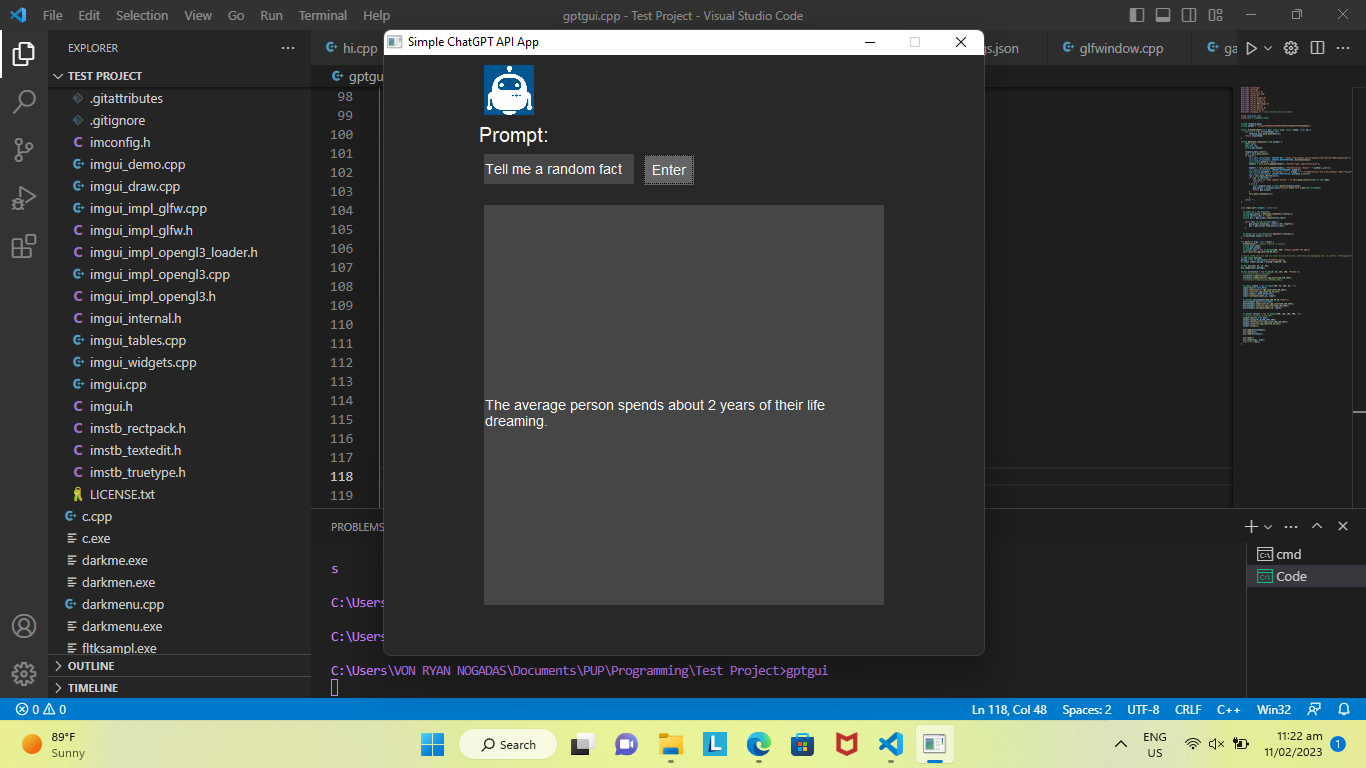 File Edit Selection View Go Run Terminal Help
gptgui.cpp - Test Project - Visual Studio Code
EXPLORER
TEST PROJECT
.gitattributes
.gitignore
imconfig.h
imgui_demo.cpp
imgui_draw.cpp
imgui_impl_glfw.cpp
imgui_impl_glfw.h
imgui_impl_opengl3_loader.h
imgui_impl_opengl3.cpp
imgui_impl_opengl3.h
imgui_internal.h
imgui_tables.cpp
imgui_widgets.cpp
imgui.cpp
imgui.h
imstb_rectpack.h
imstb_textedit.h
imstb_truetype.h
LICENSE.txt
c.cpp
c.exe
darkme.exe
darkmen.exe
darkmenu.cpp
darkmenu.exe
fltksampl.exe
OUTLINE
TIMELINE
hi.cpp
gs.json
glfwindow.cpp
ga
gptgu
98
99
100
101
102
103
104
105
106
107
108
109
110
111
112
113
114
115
116
117
118
119
Simple ChatGPT API App
Prompt:
Tell me a random fact
Enter
The average person spends about 2 years of their life
dreaming.
PROBLEMS
s
C:\Users
C:\Users
C:\Users\VON RYAN NOGADAS\Documents\PUP\Programming\Test Project>gptgui
cmd
Code
0 0
Ln 118, Col 48 Spaces: 2 UTF-8 CRLF C++ Win32
89°F
Sunny
Search
ENG
US
11:22 am
11/02/2023
1